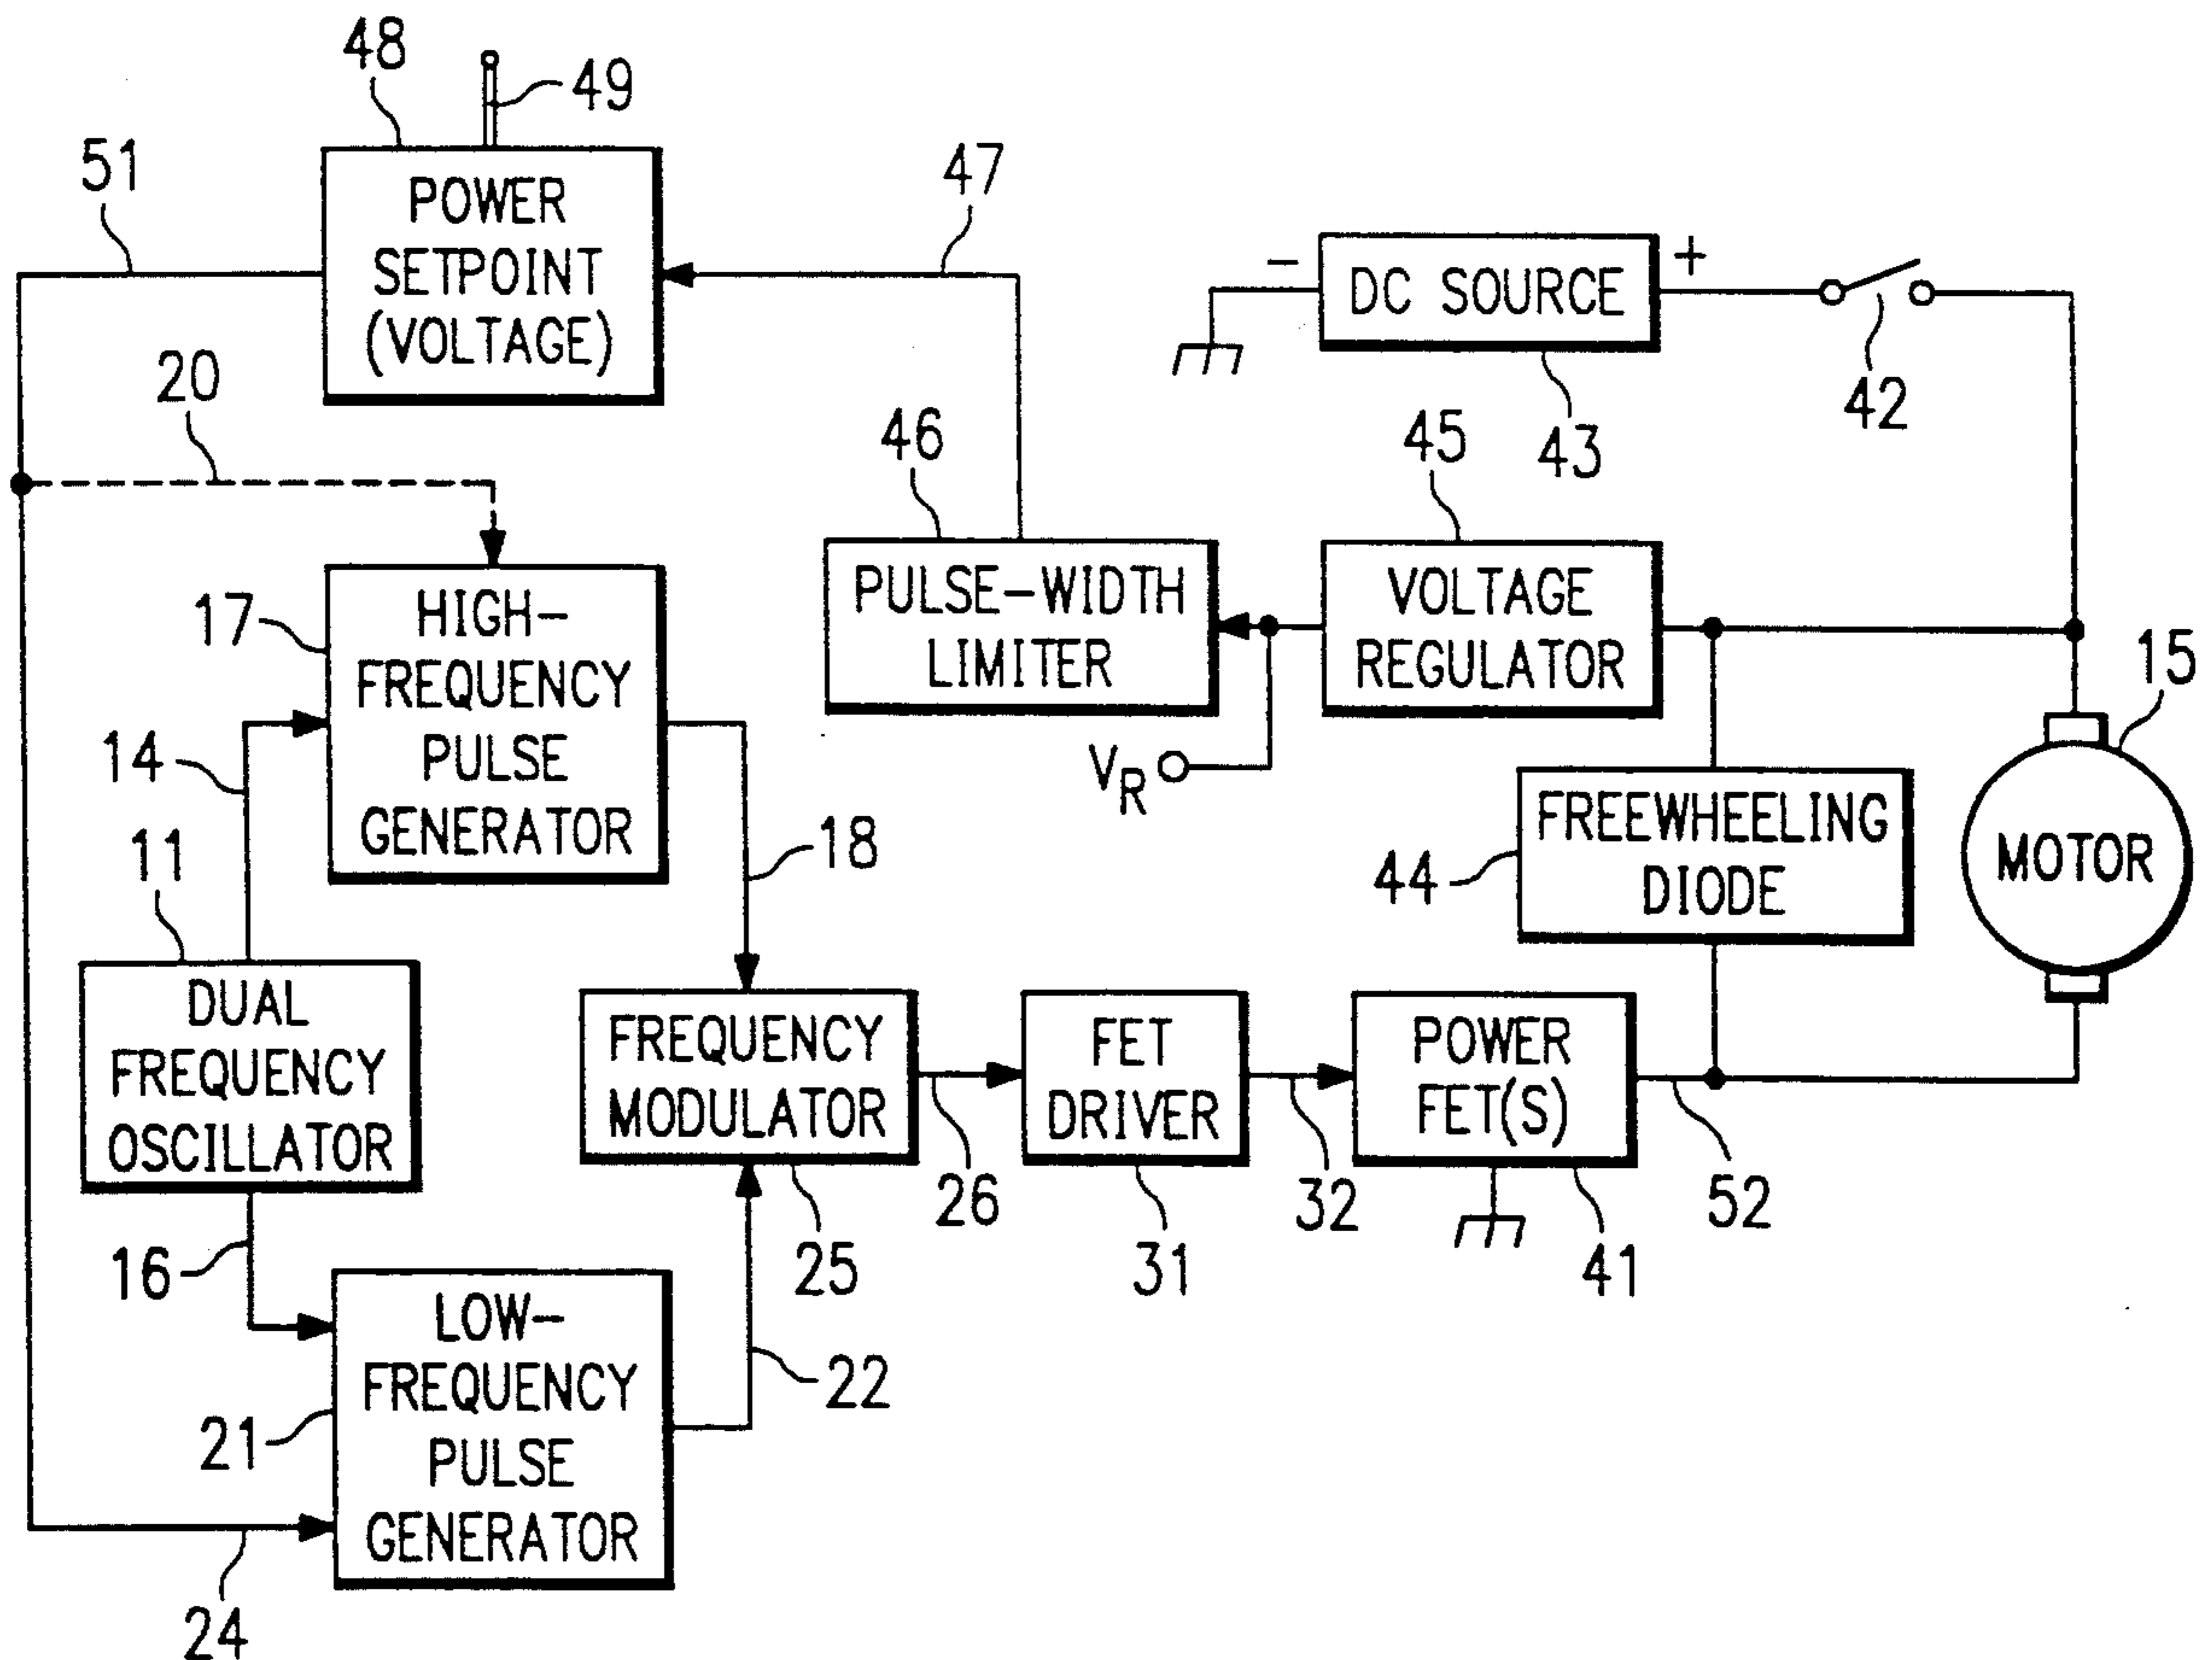 48
49
51
POWER
SETPOINT
(VOLTAGE)
47
-
DC SOURCE
+
42
43
20
46
45
17
HIGH-
FREQUENCY
PULSE
GENERATOR
PULSE-WIDTH
LIMITER
VOLTAGE
REGULATOR
15
14
VR
11
18
FREEWHEELING
DIODE
44
MOTOR
DUAL
FREQUENCY
OSCILLATOR
FREQUENCY
MODULATOR
FET
DRIVER
POWER
FET(S)
26
32
52
16
25
31
41
LOW-
FREQUENCY
PULSE
GENERATOR
22
21
24